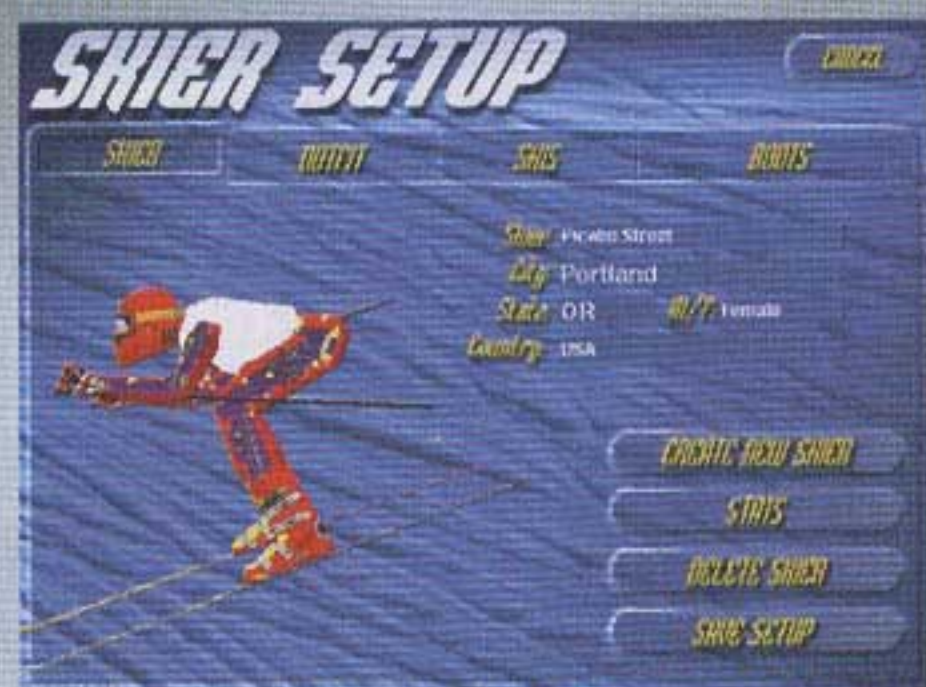 SKIER SETUP
CANCEL
SKIER OUTFIT SKIS BOOTS
Skier: Picabo Street
City: Portland
State: OR M/F: Female
Country: USA
CREATE NEW SKIER
STATS
DELETE SKIER
SAVE SETUP